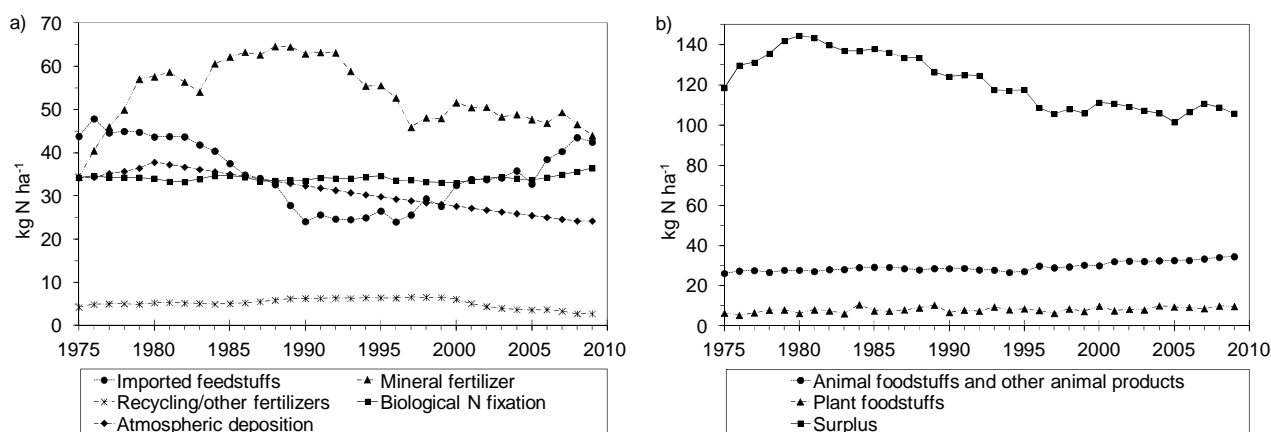 a)
70
60
50
40
30
20
10
0
kg N ha-1
1975 1980 1985 1990 1995 2000 2005 2010
Imported feedstuffs Mineral fertilizer
Recycling/other fertilizers Biological N fixation
Atmospheric deposition
b)
140
120
100
80
60
40
20
0
kg N ha-1
1975 1980 1985 1990 1995 2000 2005 2010
Animal foodstuffs and other animal products
Plant foodstuffs
Surplus